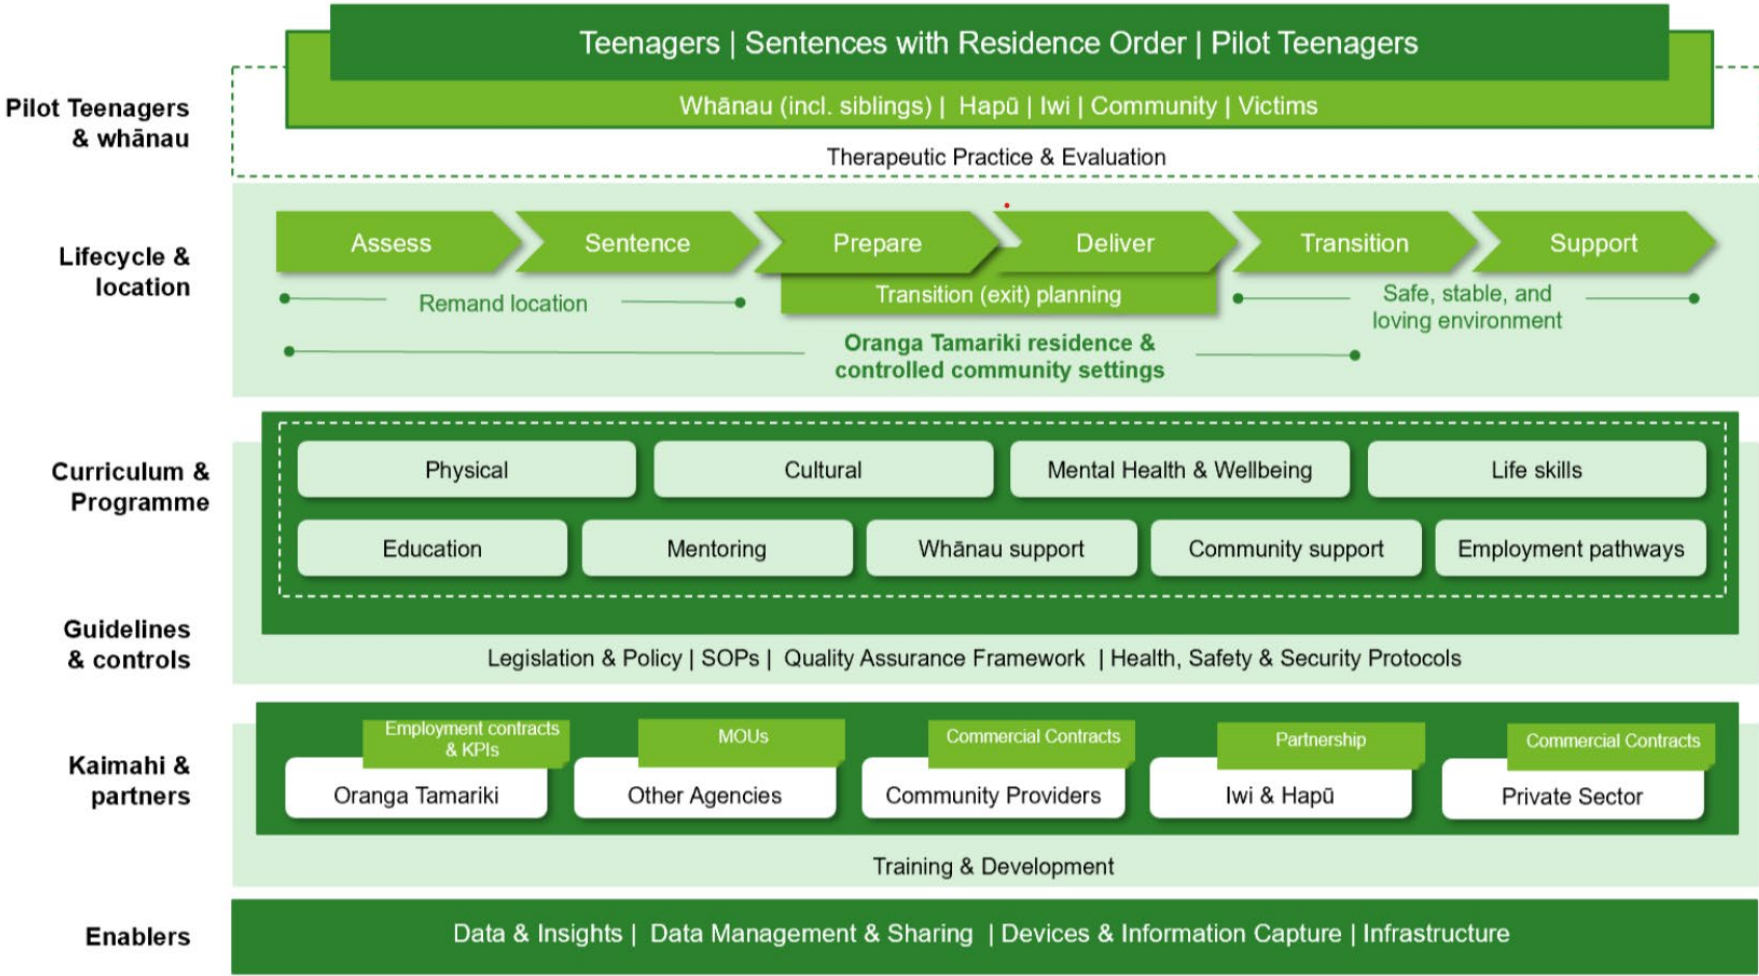 Teenagers | Sentences with Residence Order | Pilot Teenagers
Whānau (incl. siblings) | Hapū | Iwi | Community | Victims
Pilot Teenagers
& whānau
Therapeutic Practice & Evaluation
Lifecycle &
location
Assess
Sentence
Prepare
Deliver
Transition
Support
Remand location
Transition (exit) planning
Safe, stable, and
loving environment
Oranga Tamariki residence &
controlled community settings
Curriculum &
Programme
Physical
Cultural
Mental Health & Wellbeing
Life skills
Education
Mentoring
Whānau support
Community support
Employment pathways
Guidelines
& controls
Legislation & Policy | SOPs | Quality Assurance Framework | Health, Safety & Security Protocols
Kaimahi &
partners
Employment contracts
& KPIs
Oranga Tamariki
MOUs
Other Agencies
Commercial Contracts
Community Providers
Partnership
Iwi & Hapū
Commercial Contracts
Private Sector
Training & Development
Enablers
Data & Insights | Data Management & Sharing | Devices & Information Capture | Infrastructure